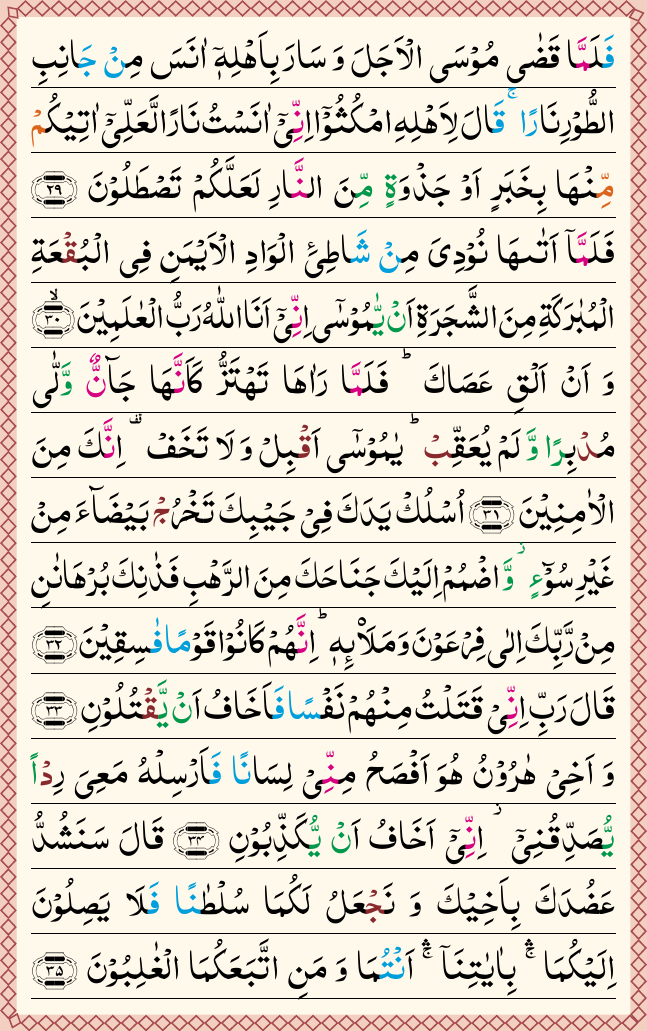 فَلَمَّا قَضٰى مُوْسَى الْاَجَلَ وَ سَارَ بِاَهْلِهٖۤ اٰنَسَ مِنْ جَانِبِ
الطُّوْرِ نَارًا ۚ قَالَ لِاَهْلِهِ امْكُثُوْۤا اِنِّیْۤ اٰنَسْتُ نَارًا لَّعَلِّیْۤ اٰتِیْكُمْ
مِّنْهَا بِخَبَرٍ اَوْ جَذْوَةٍ مِّنَ النَّارِ لَعَلَّكُمْ تَصْطَلُوْنَ ۝۲۹
فَلَمَّاۤ اَتٰىهَا نُوْدِیَ مِنْ شَاطِئِ الْوَادِ الْاَیْمَنِ فِی الْبُقْعَةِ
الْمُبٰرَكَةِ مِنَ الشَّجَرَةِ اَنْ یّٰمُوْسٰۤى اِنِّیْۤ اَنَا اللّٰهُ رَبُّ الْعٰلَمِیْنَ ۝۳۰ۙ
وَ اَنْ اَلْقِ عَصَاكَ ؕ فَلَمَّا رَاٰهَا تَهْتَزُّ كَاَنَّهَا جَآنٌّ وَّلّٰى
مُدْبِرًا وَّ لَمْ یُعَقِّبْ ؕ یٰمُوْسٰۤى اَقْبِلْ وَ لَا تَخَفْ ۫ اِنَّكَ مِنَ
الْاٰمِنِیْنَ ۝۳۱ اُسْلُكْ یَدَكَ فِیْ جَیْبِكَ تَخْرُجْ بَیْضَآءَ مِنْ
غَیْرِ سُوْٓءٍ ؗ وَّ اضْمُمْ اِلَیْكَ جَنَاحَكَ مِنَ الرَّهْبِ فَذٰنِكَ بُرْهَانٰنِ
مِنْ رَّبِّكَ اِلٰى فِرْعَوْنَ وَ مَلَاۡىِٕهٖ ؕ اِنَّهُمْ كَانُوْا قَوْمًا فٰسِقِیْنَ ۝۳۲
قَالَ رَبِّ اِنِّیْ قَتَلْتُ مِنْهُمْ نَفْسًا فَاَخَافُ اَنْ یَّقْتُلُوْنِ ۝۳۳
وَ اَخِیْ هٰرُوْنُ هُوَ اَفْصَحُ مِنِّیْ لِسَانًا فَاَرْسِلْهُ مَعِیَ رِدْاً
یُّصَدِّقُنِیْۤ ؗ اِنِّیْۤ اَخَافُ اَنْ یُّكَذِّبُوْنِ ۝۳۴ قَالَ سَنَشُدُّ
عَضُدَكَ بِاَخِیْكَ وَ نَجْعَلُ لَكُمَا سُلْطٰنًا فَلَا یَصِلُوْنَ
اِلَیْكُمَا ۛۚ بِاٰیٰتِنَاۤ ۛۚ اَنْتُمَا وَ مَنِ اتَّبَعَكُمَا الْغٰلِبُوْنَ ۝۳۵